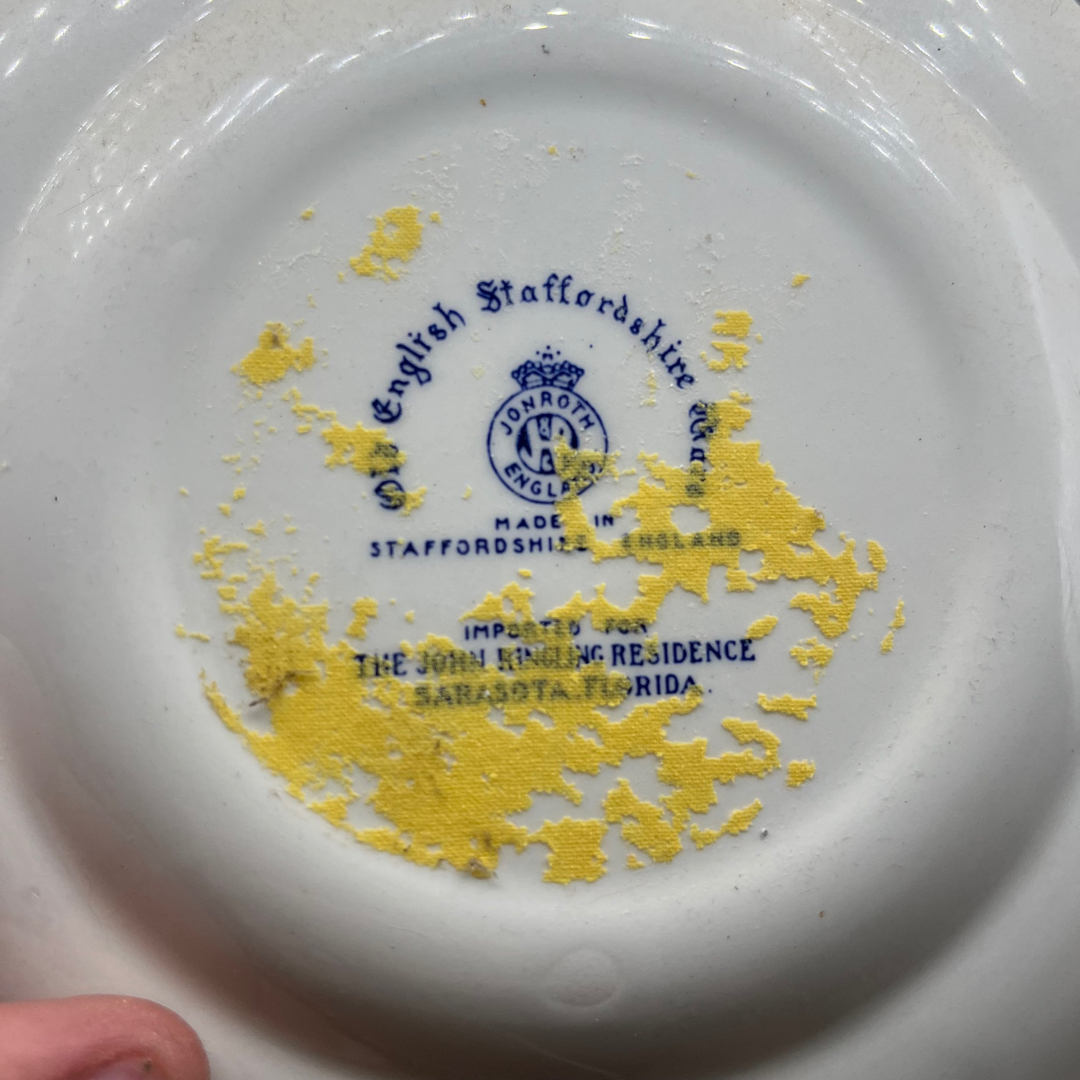 Old English Staffordshire Ware
JONROTH
ENGLAND
MADE IN
STAFFORDSHIRE ENGLAND
IMPORTED FOR
THE JOHN RINGLING RESIDENCE
SARASOTA, FLORIDA.